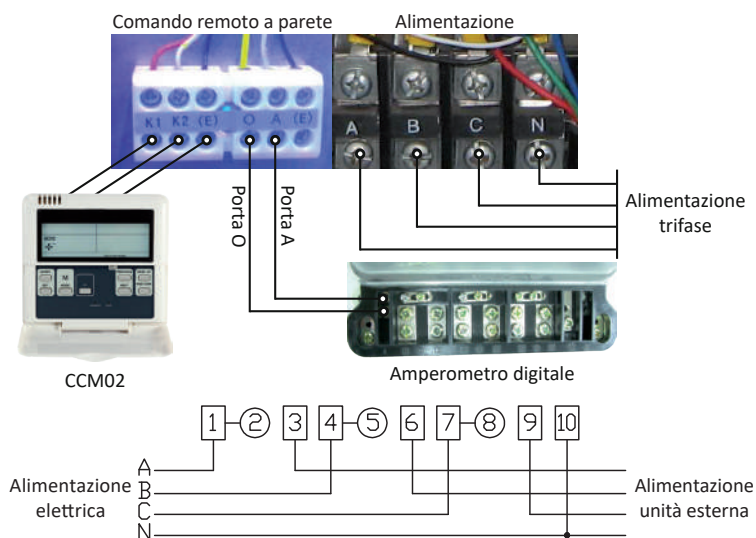 Comando remoto a parete
Alimentazione
K1 K2 (E) O A (E)
A B C N
Porta O
Porta A
Alimentazione
trifase
CCM02
Amperometro digitale
1 2 3 4 5 6 7 8 9 10
Alimentazione
elettrica
A
B
C
N
Alimentazione
unità esterna